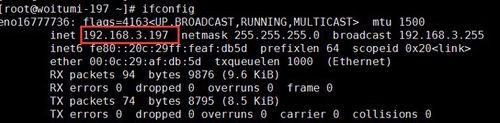 [root@woitumi-197 ~]# ifconfig
eno16777736: flags=4163<UP,BROADCAST,RUNNING,MULTICAST>  mtu 1500
inet 192.168.3.197  netmask 255.255.255.0  broadcast 192.168.3.255
inet6 fe80::20c:29ff:feaf:db5d  prefixlen 64  scopeid 0x20<link>
ether 00:0c:29:af:db:5d  txqueuelen 1000  (Ethernet)
RX packets 94  bytes 9876 (9.6 KiB)
RX errors 0  dropped 0  overruns 0  frame 0
TX packets 74  bytes 8795 (8.5 KiB)
TX errors 0  dropped 0 overruns 0  carrier 0  collisions 0